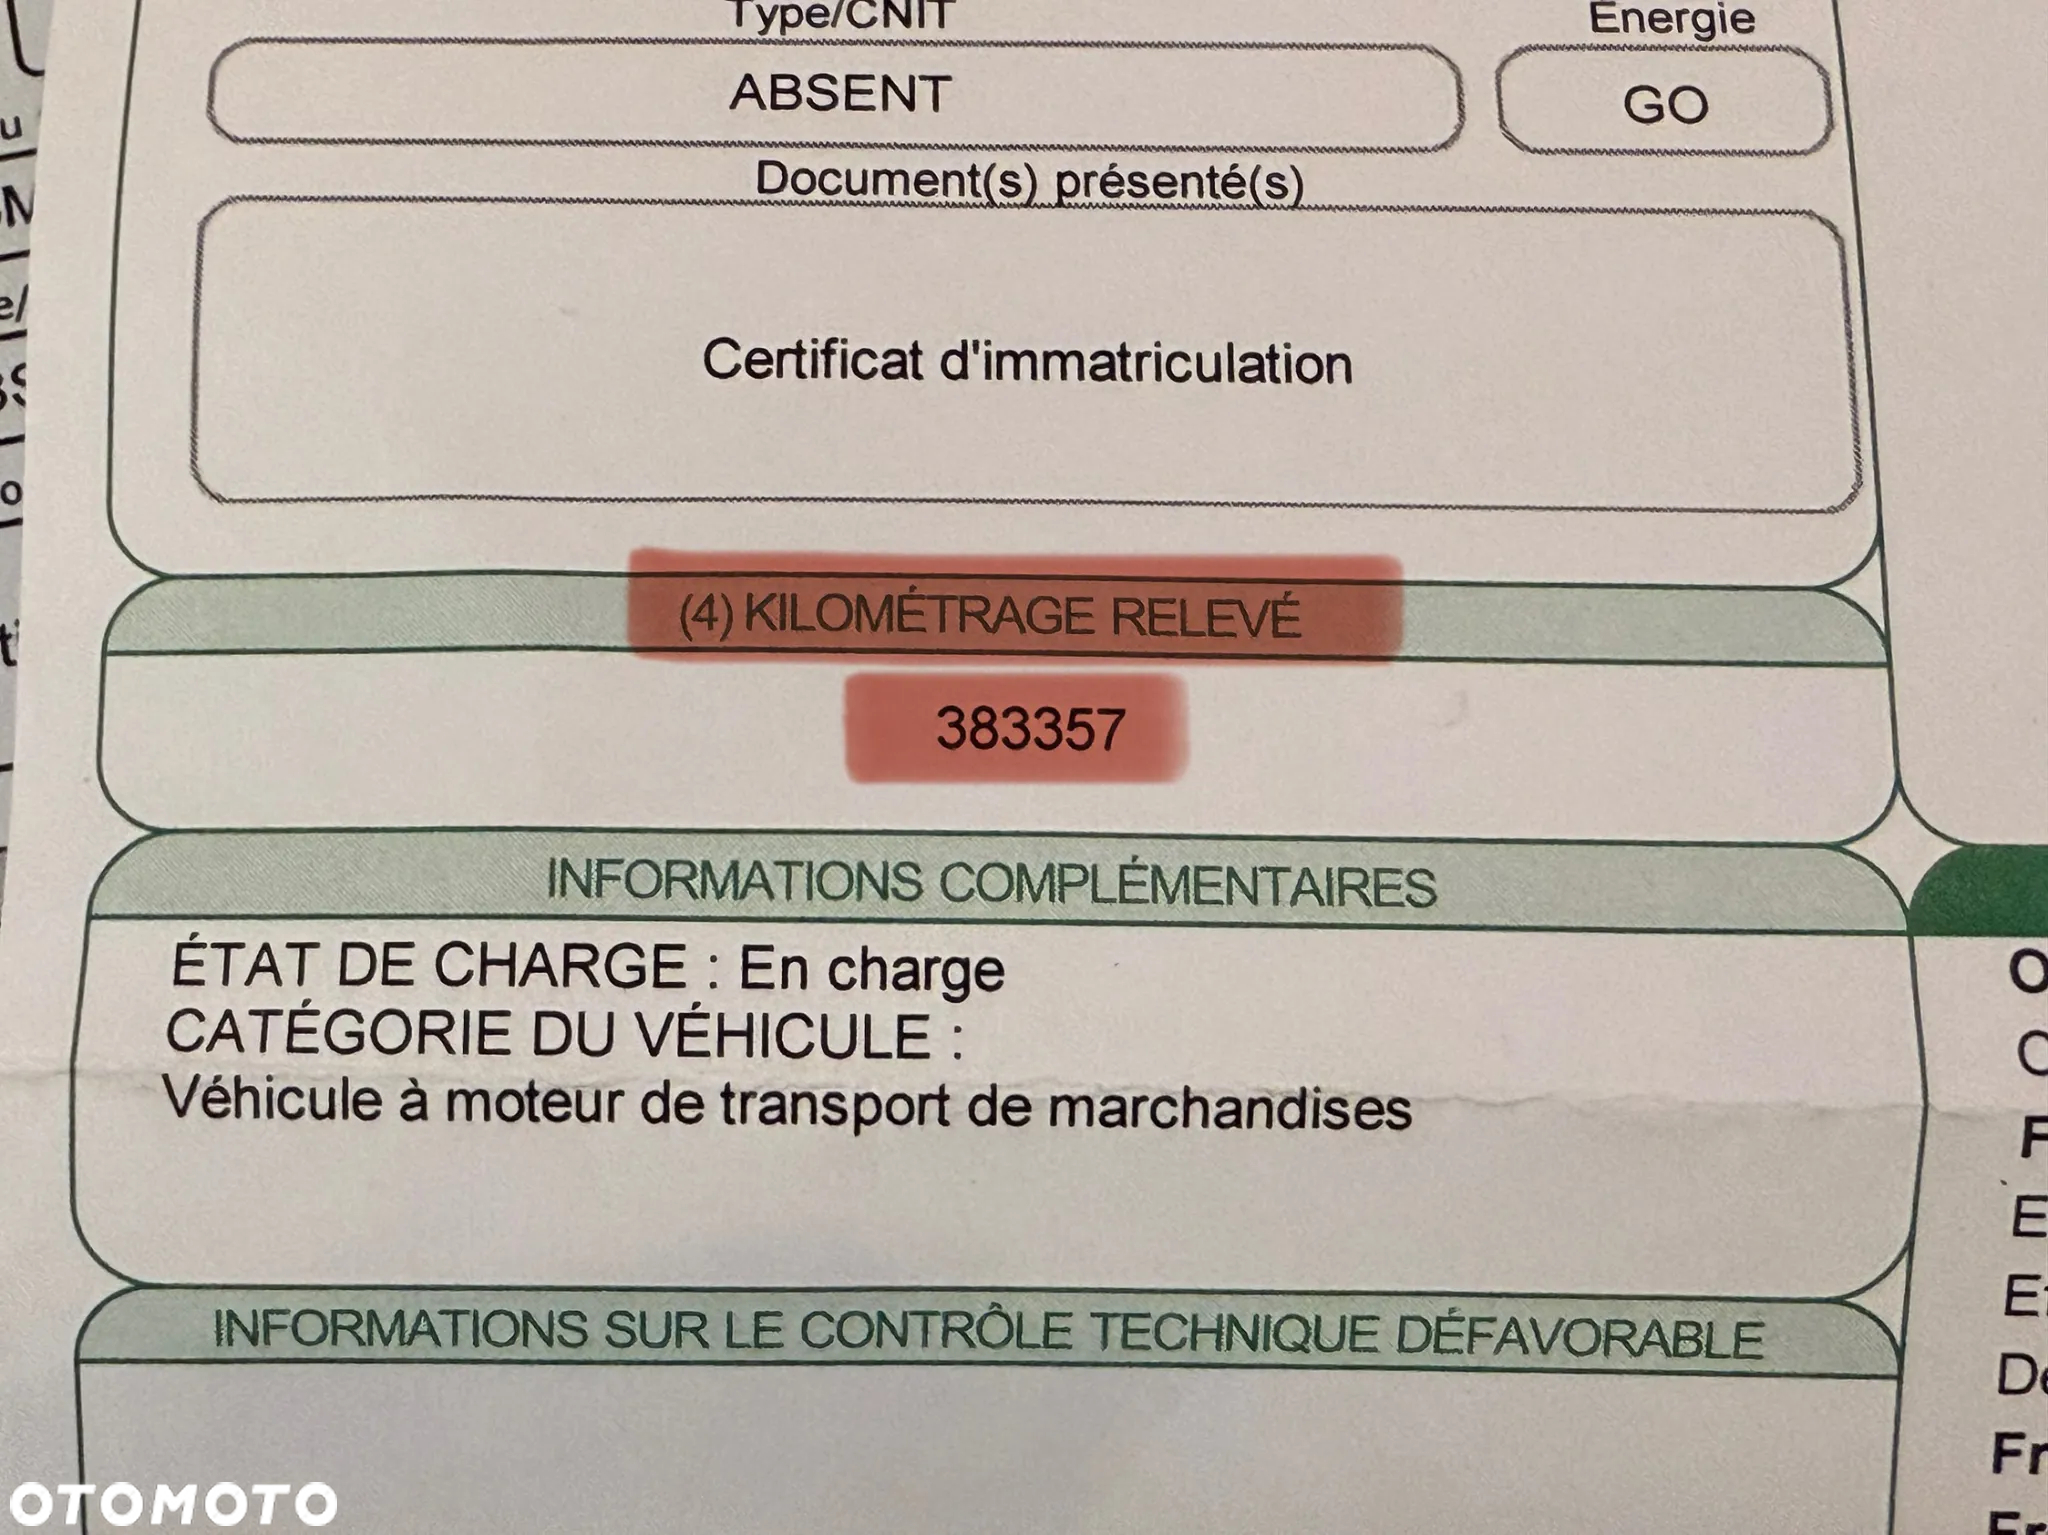 Type/CNIT
Energie
ABSENT
GO
Document(s) présenté(s)
Certificat d'immatriculation
(4) KILOMÉTRAGE RELEVÉ
383357
INFORMATIONS COMPLÉMENTAIRES
ÉTAT DE CHARGE : En charge
CATÉGORIE DU VÉHICULE :
Véhicule à moteur de transport de marchandises
INFORMATIONS SUR LE CONTRÔLE TECHNIQUE DÉFAVORABLE
OTOMOTO